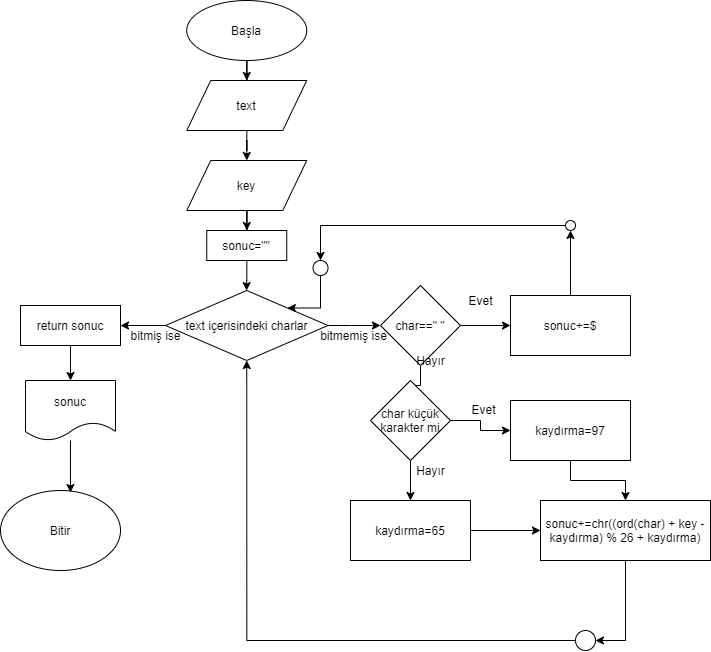 Başla
text
key
sonuc=""
text içerisindeki charlar
bitmiş ise
bitmemiş ise
return sonuc
sonuc
Bitir
char==" "
Evet
sonuc+=$
Hayır
char küçük
karakter mi
Evet
kaydırma=97
Hayır
kaydırma=65
sonuc+=chr((ord(char) + key -
kaydırma) % 26 + kaydırma)